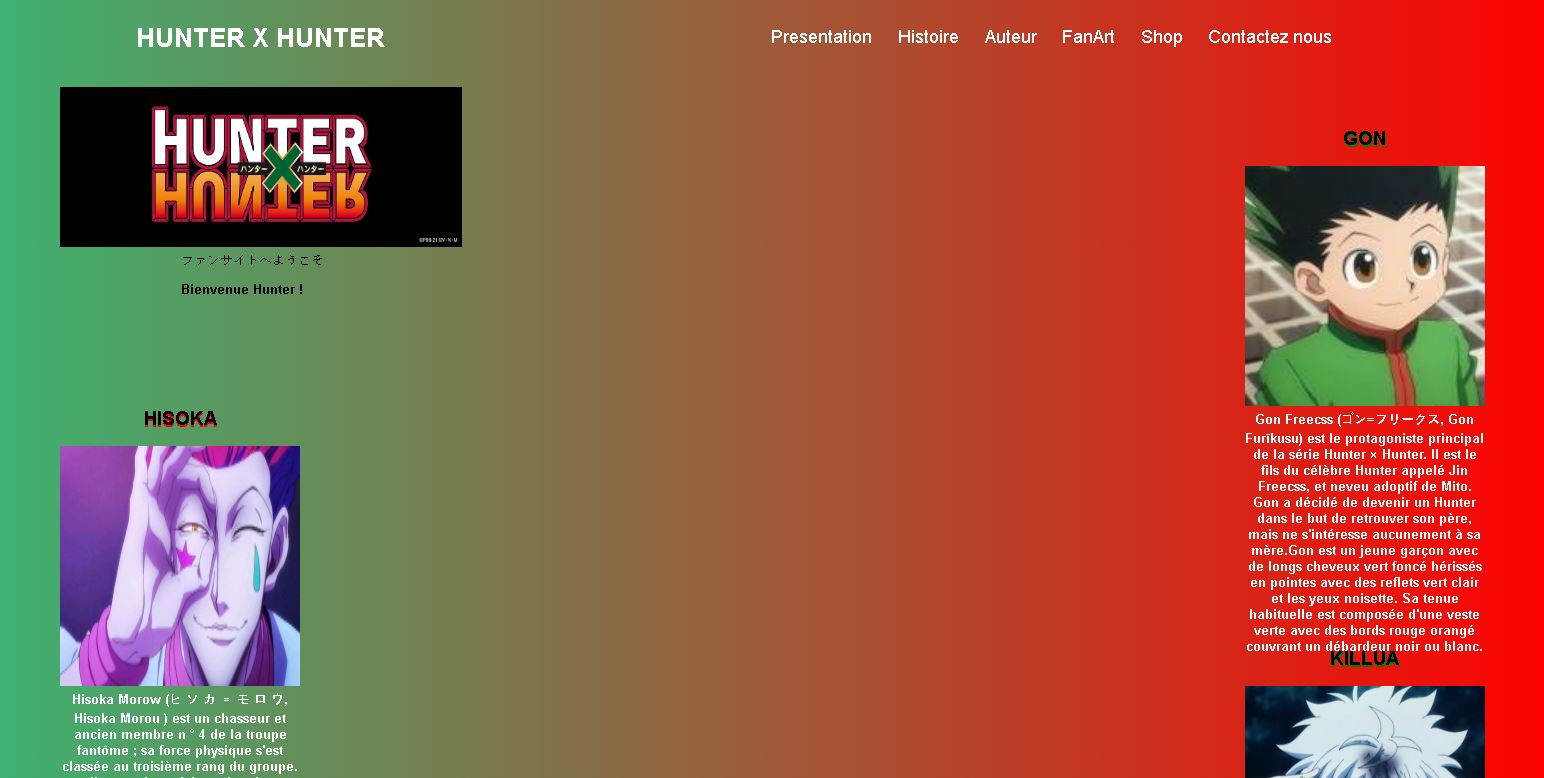 HUNTER X HUNTER
Presentation Histoire Auteur FanArt Shop Contactez nous
HUNTER
ハンター X ハンター
HUNTER
ファンサイトへようこそ
Bienvenue Hunter !
HISOKA
Hisoka Morow (ヒ ソ カ = モ ロ ウ,
Hisoka Morou ) est un chasseur et
ancien membre n ° 4 de la troupe
fantôme ; sa force physique s'est
classée au troisième rang du groupe.
GON
Gon Freecss (ゴン=フリークス, Gon
Furīkusu) est le protagoniste principal
de la série Hunter × Hunter. Il est le
fils du célèbre Hunter appelé Jin
Freecss, et neveu adoptif de Mito.
Gon a décidé de devenir un Hunter
dans le but de retrouver son père,
mais ne s'intéresse aucunement à sa
mère.Gon est un jeune garçon avec
de longs cheveux vert foncé hérissés
en pointes avec des reflets vert clair
et les yeux noisette. Sa tenue
habituelle est composée d'une veste
verte avec des bords rouge orangé
couvrant un débardeur noir ou blanc.
KILLUA